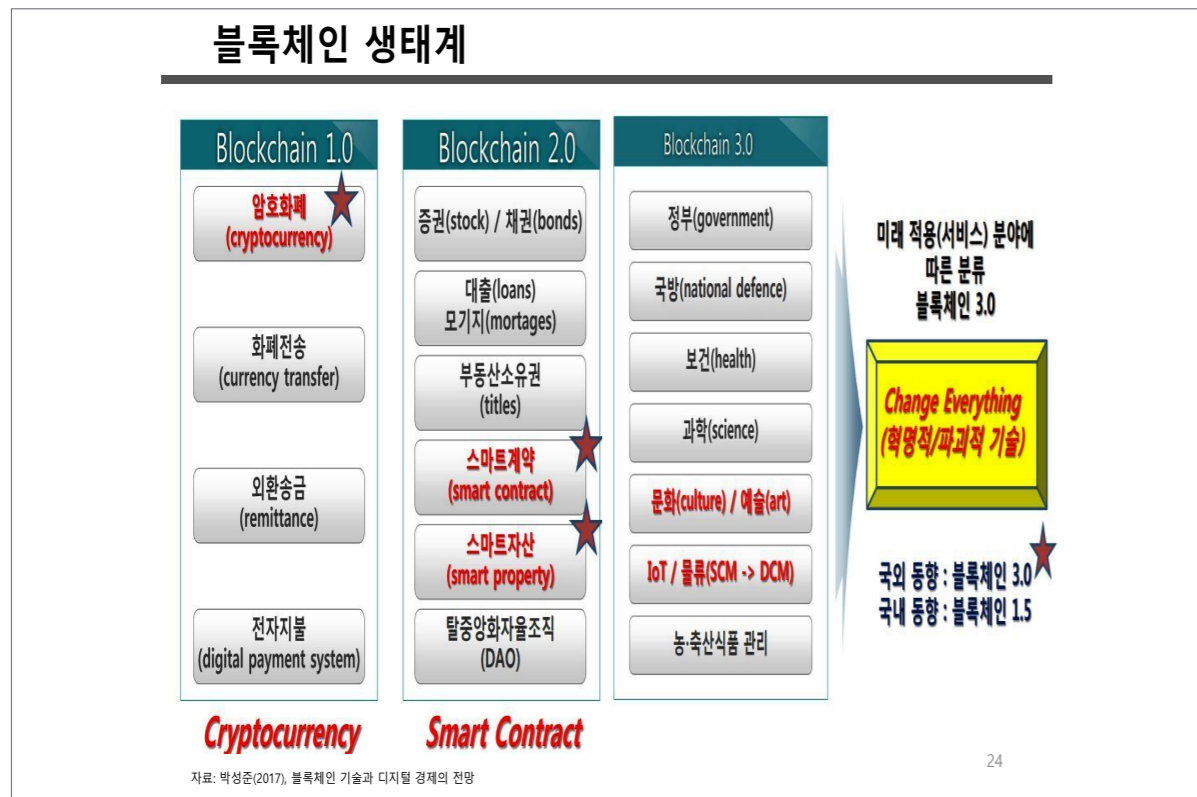 블록체인 생태계
Blockchain 1.0
암호화폐
(cryptocurrency)
화폐전송
(currency transfer)
외환송금
(remittance)
전자지불
(digital payment system)
Cryptocurrency
Blockchain 2.0
증권(stock) / 채권(bonds)
대출(loans)
모기지(mortages)
부동산소유권
(titles)
스마트계약
(smart contract)
스마트자산
(smart property)
탈중앙화자율조직
(DAO)
Smart Contract
Blockchain 3.0
정부(government)
국방(national defence)
보건(health)
과학(science)
문화(culture) / 예술(art)
IoT / 물류(SCM -> DCM)
농·축산식품 관리
미래 적용(서비스) 분야에
따른 분류
블록체인 3.0
Change Everything
(혁명적/파괴적 기술)
국외 동향 : 블록체인 3.0
국내 동향 : 블록체인 1.5
자료: 박성준(2017), 블록체인 기술과 디지털 경제의 전망
24